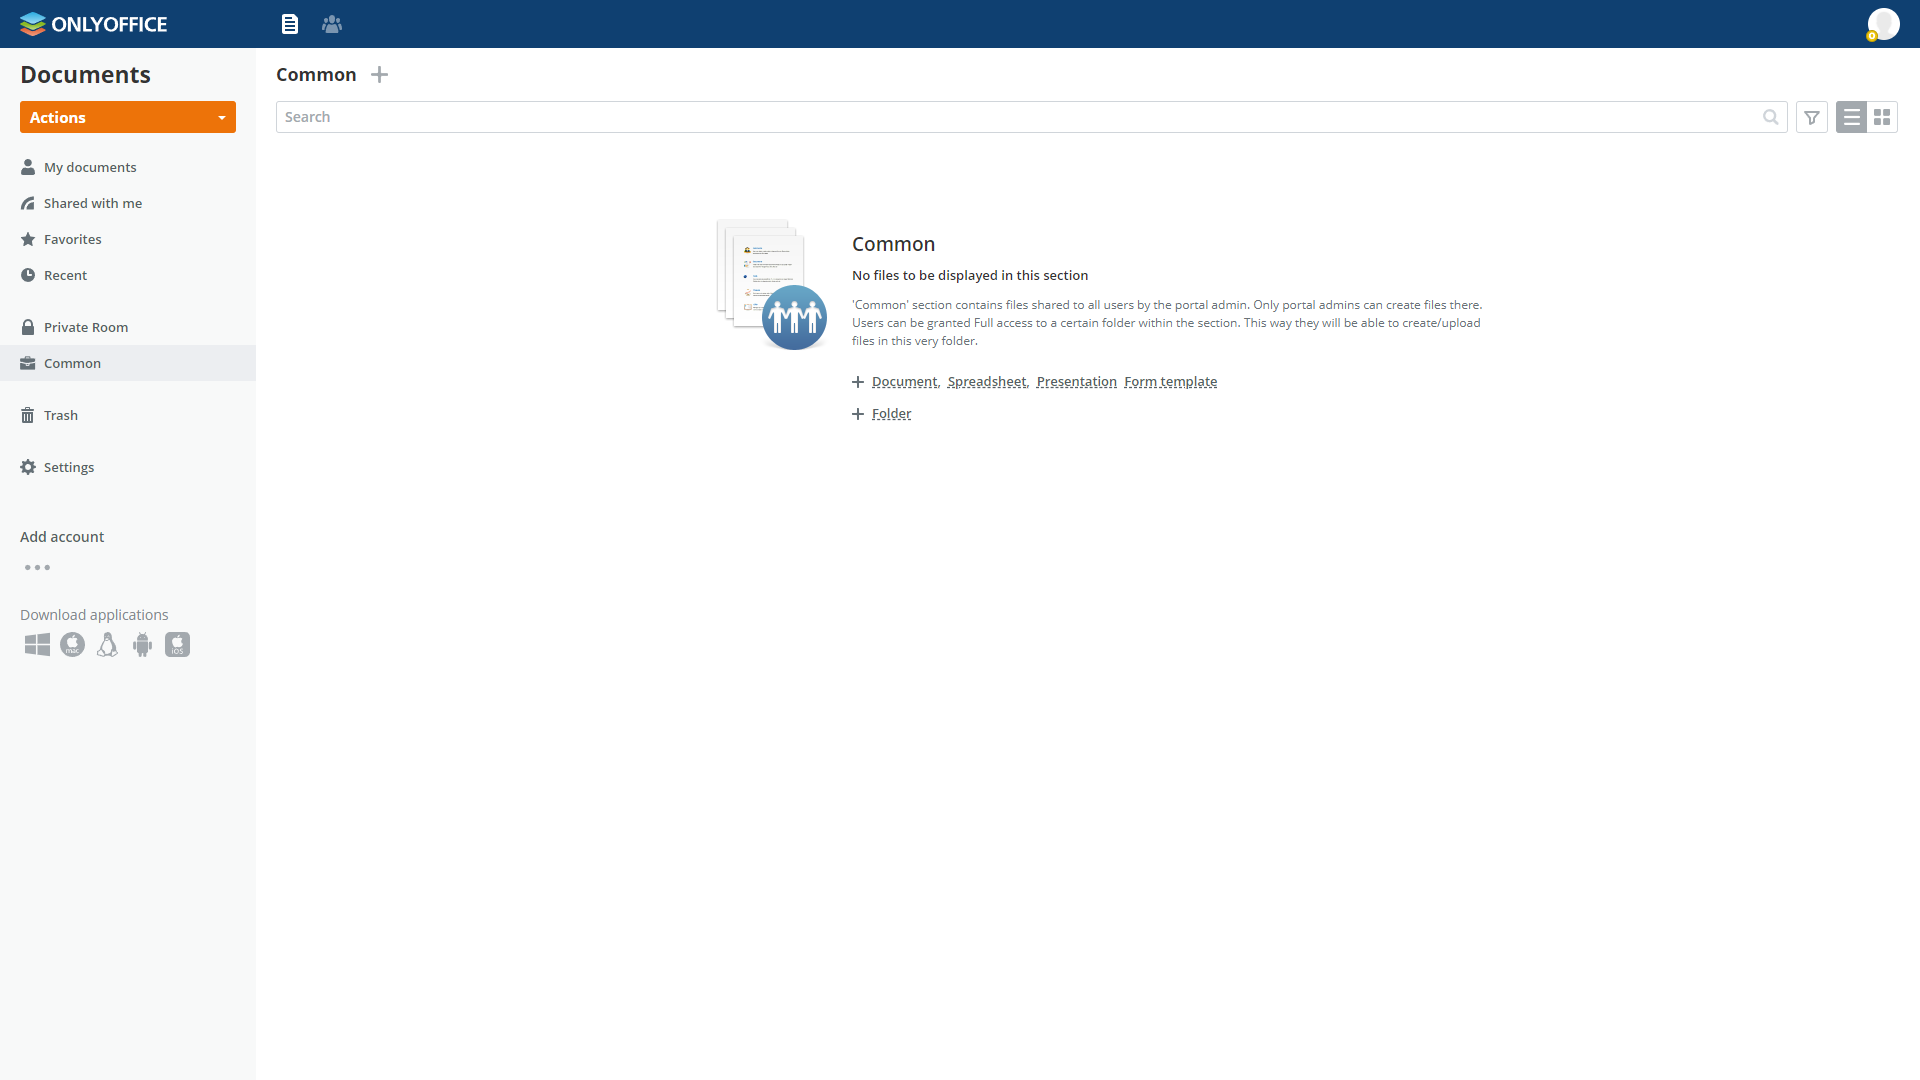 ONLYOFFICE
Documents
Common
Actions
Search
My documents
Shared with me
Favorites
Recent
Private Room
Common
Trash
Settings
Add account
Download applications
mac
iOS
Common
No files to be displayed in this section
'Common' section contains files shared to all users by the portal admin. Only portal admins can create files there.
Users can be granted Full access to a certain folder within the section. This way they will be able to create/upload
files in this very folder.
Document, Spreadsheet, Presentation Form template
Folder